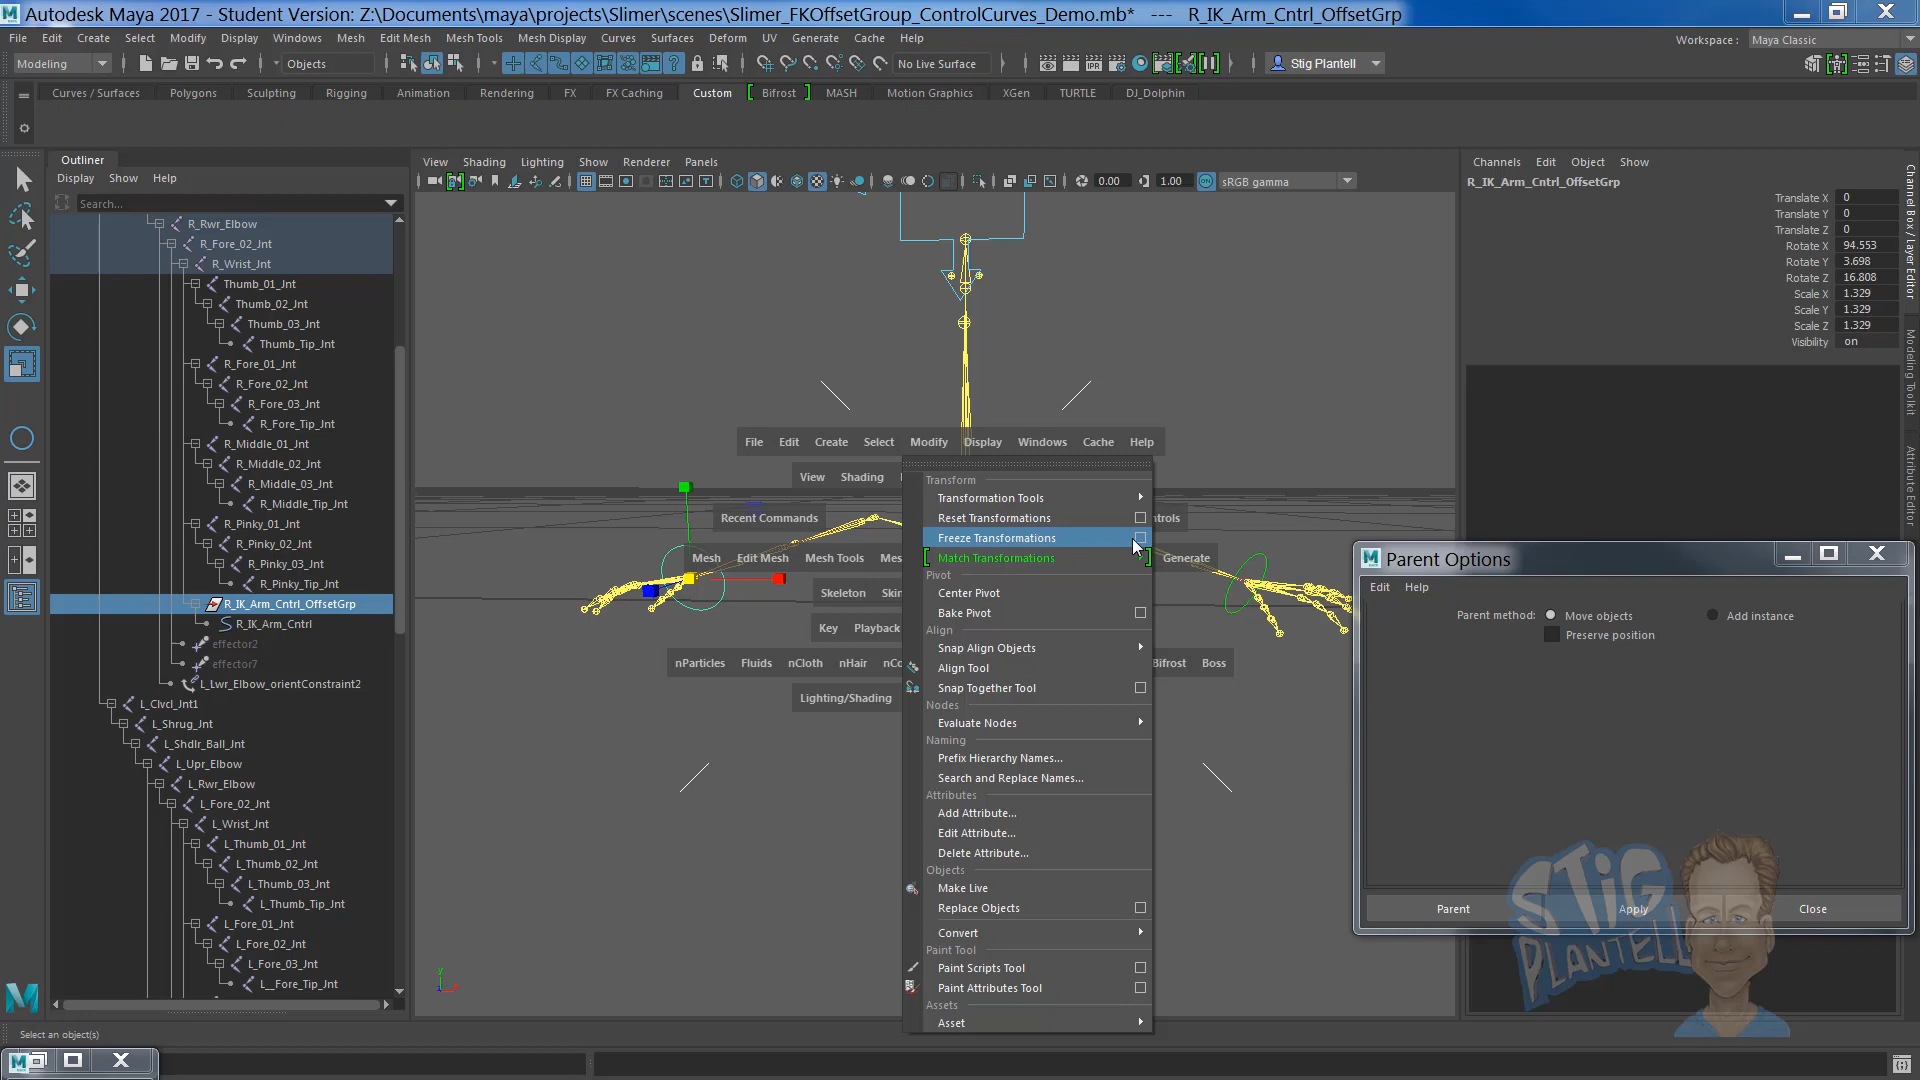 Autodesk Maya 2017 - Student Version: Z:\Documents\maya\projects\Slimer\scenes\Slimer_FKOffsetGroup_ControlCurves_Demo.mb* --- R_IK_Arm_Cntrl_OffsetGrp
File Edit Create Select Modify Display Windows Mesh Edit Mesh Mesh Tools Mesh Display Curves Surfaces Deform UV Generate Cache Help
Workspace : Maya Classic
Modeling Objects No Live Surface Stig Plantell
Curves / Surfaces Polygons Sculpting Rigging Animation Rendering FX FX Caching Custom Bifrost MASH Motion Graphics XGen TURTLE DJ_Dolphin
Outliner
Display Show Help
Search...
R_Rwr_Elbow
R_Fore_02_Jnt
R_Wrist_Jnt
Thumb_01_Jnt
Thumb_02_Jnt
Thumb_03_Jnt
Thumb_Tip_Jnt
R_Fore_01_Jnt
R_Fore_02_Jnt
R_Fore_03_Jnt
R_Fore_Tip_Jnt
R_Middle_01_Jnt
R_Middle_02_Jnt
R_Middle_03_Jnt
R_Middle_Tip_Jnt
R_Pinky_01_Jnt
R_Pinky_02_Jnt
R_Pinky_03_Jnt
R_Pinky_Tip_Jnt
R_IK_Arm_Cntrl_OffsetGrp
R_IK_Arm_Cntrl
effector2
effector7
L_Lwr_Elbow_orientConstraint2
L_Clvcl_Jnt1
L_Shrug_Jnt
L_Shdlr_Ball_Jnt
L_Upr_Elbow
L_Rwr_Elbow
L_Fore_02_Jnt
L_Wrist_Jnt
L_Thumb_01_Jnt
L_Thumb_02_Jnt
L_Thumb_03_Jnt
L_Thumb_Tip_Jnt
L_Fore_01_Jnt
L_Fore_02_Jnt
L_Fore_03_Jnt
L__Fore_Tip_Jnt
View Shading Lighting Show Renderer Panels
0.00 1.00 sRGB gamma
File Edit Create Select Modify Display Windows Cache Help
View Shading
Recent Commands
ntrols
Mesh Edit Mesh Mesh Tools Mes
Generate
Skeleton Skin
Key Playback
nParticles Fluids nCloth nHair nCo
Bifrost Boss
Lighting/Shading
Transform
Transformation Tools
Reset Transformations
Freeze Transformations
Match Transformations
Pivot
Center Pivot
Bake Pivot
Align
Snap Align Objects
Align Tool
Snap Together Tool
Nodes
Evaluate Nodes
Naming
Prefix Hierarchy Names...
Search and Replace Names...
Attributes
Add Attribute...
Edit Attribute...
Delete Attribute...
Objects
Make Live
Replace Objects
Convert
Paint Tool
Paint Scripts Tool
Paint Attributes Tool
Assets
Asset
y
Channels Edit Object Show
R_IK_Arm_Cntrl_OffsetGrp
Translate X 0
Translate Y 0
Translate Z 0
Rotate X 94.553
Rotate Y 3.698
Rotate Z 16.808
Scale X 1.329
Scale Y 1.329
Scale Z 1.329
Visibility on
Channel Box / Layer Editor
Modeling Toolkit
Attribute Editor
Parent Options
Edit Help
Parent method: Move objects Add instance
Preserve position
Parent Apply Close
STiG PLANTELL
Select an object(s)